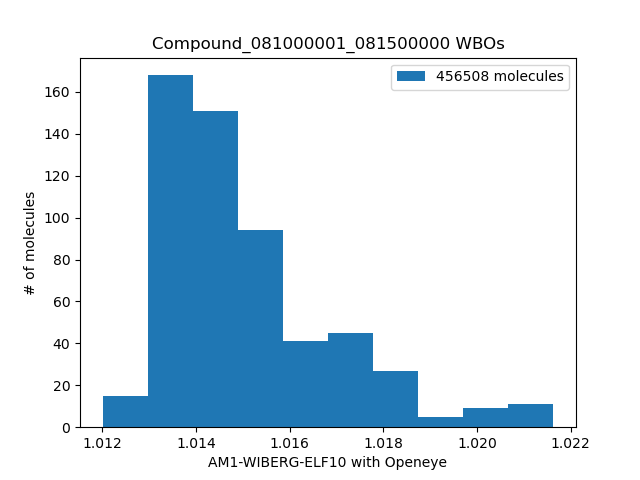 Compound_081000001_081500000 WBOs
456508 molecules
# of molecules
160
140
120
100
80
60
40
20
0
1.012 1.014 1.016 1.018 1.020 1.022
AM1-WIBERG-ELF10 with Openeye